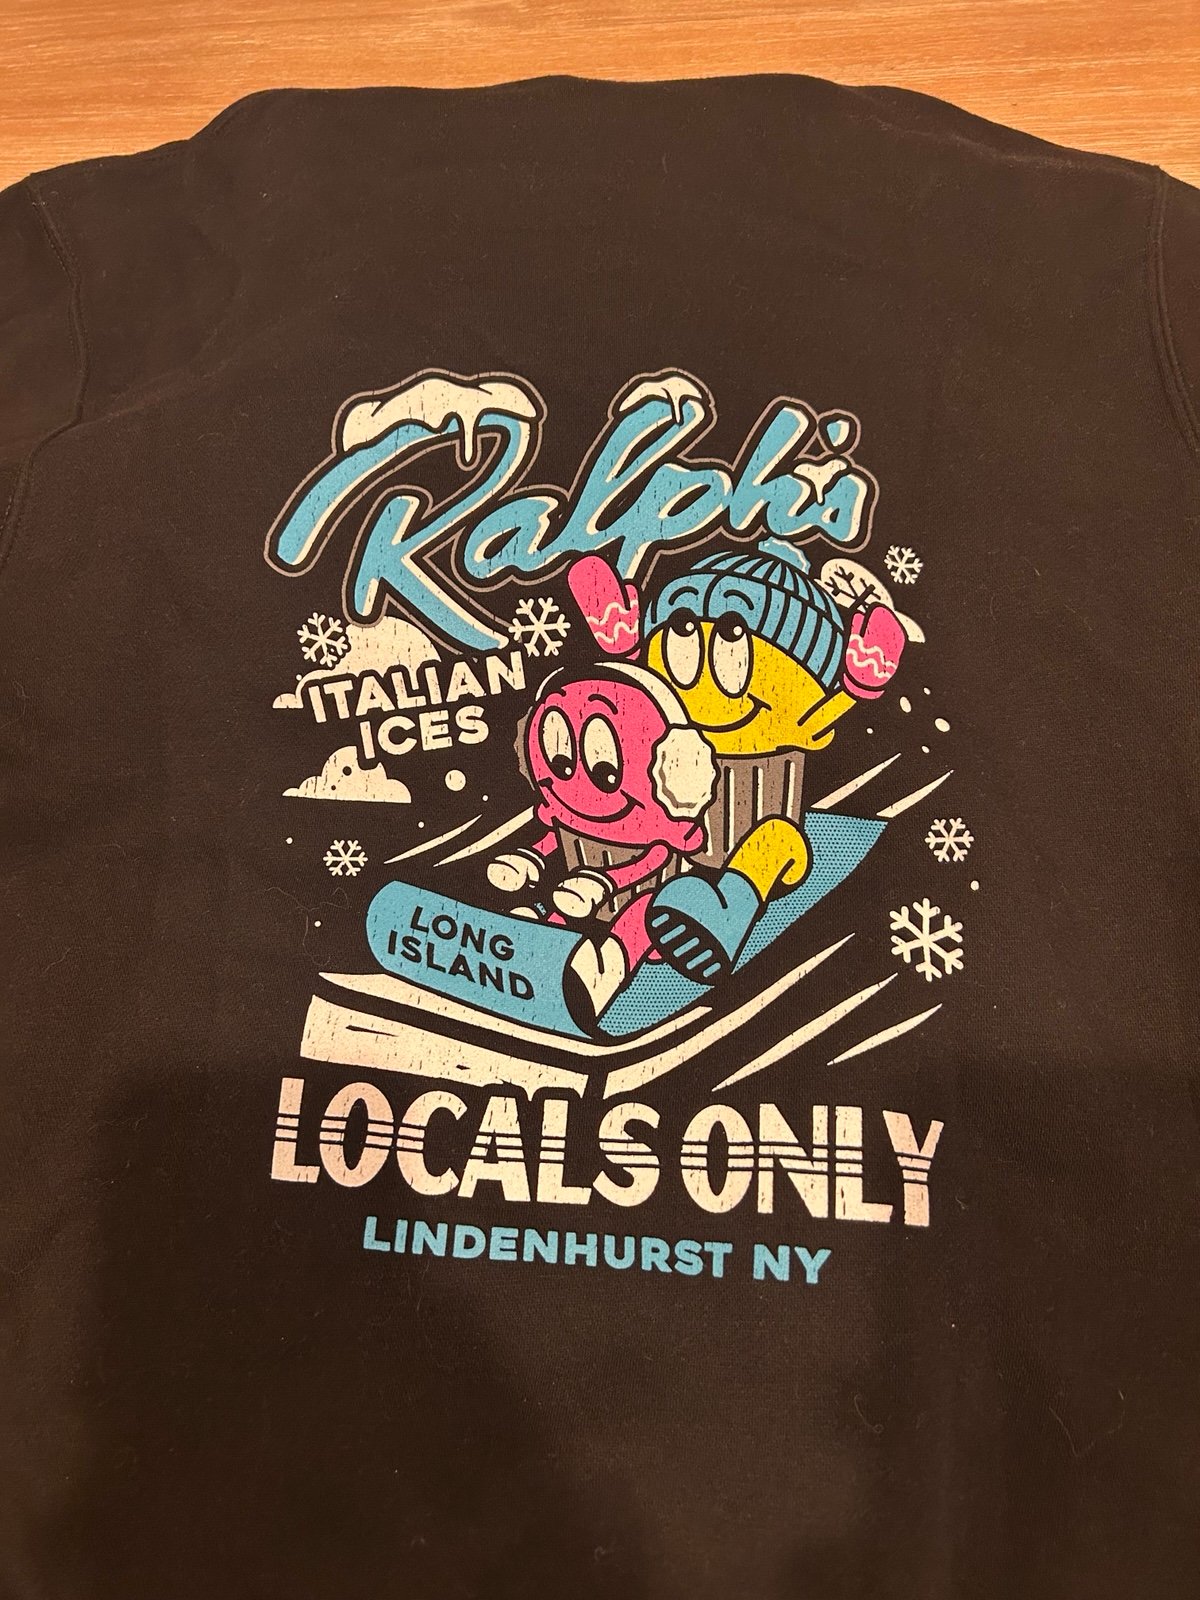 Ralph's
ITALIAN
ICES
LONG
ISLAND
LOCALS ONLY
LINDENHURST NY